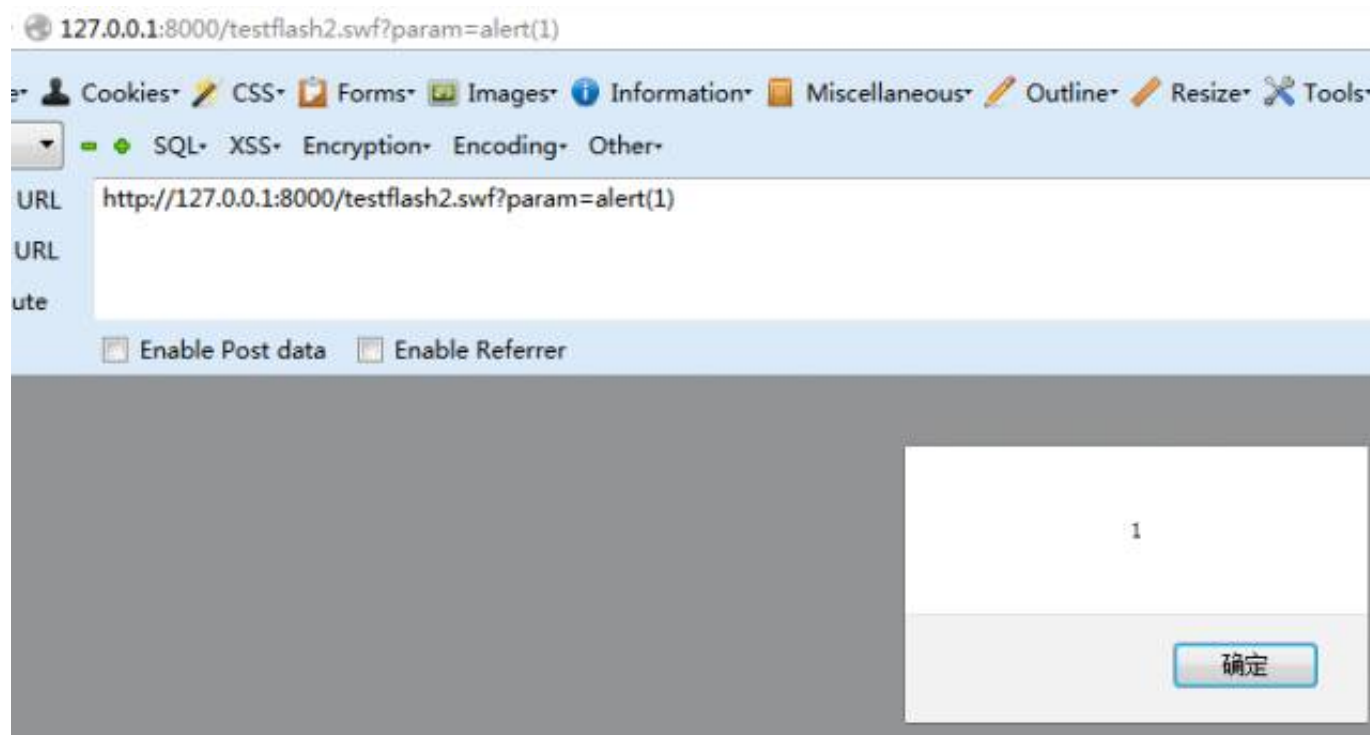 127.0.0.1:8000/testflash2.swf?param=alert(1)
e Cookies CSS Forms Images Information Miscellaneous Outline Resize Tools
SQL XSS Encryption Encoding Other
URL http://127.0.0.1:8000/testflash2.swf?param=alert(1)
URL
ute
Enable Post data Enable Referrer
1
确定